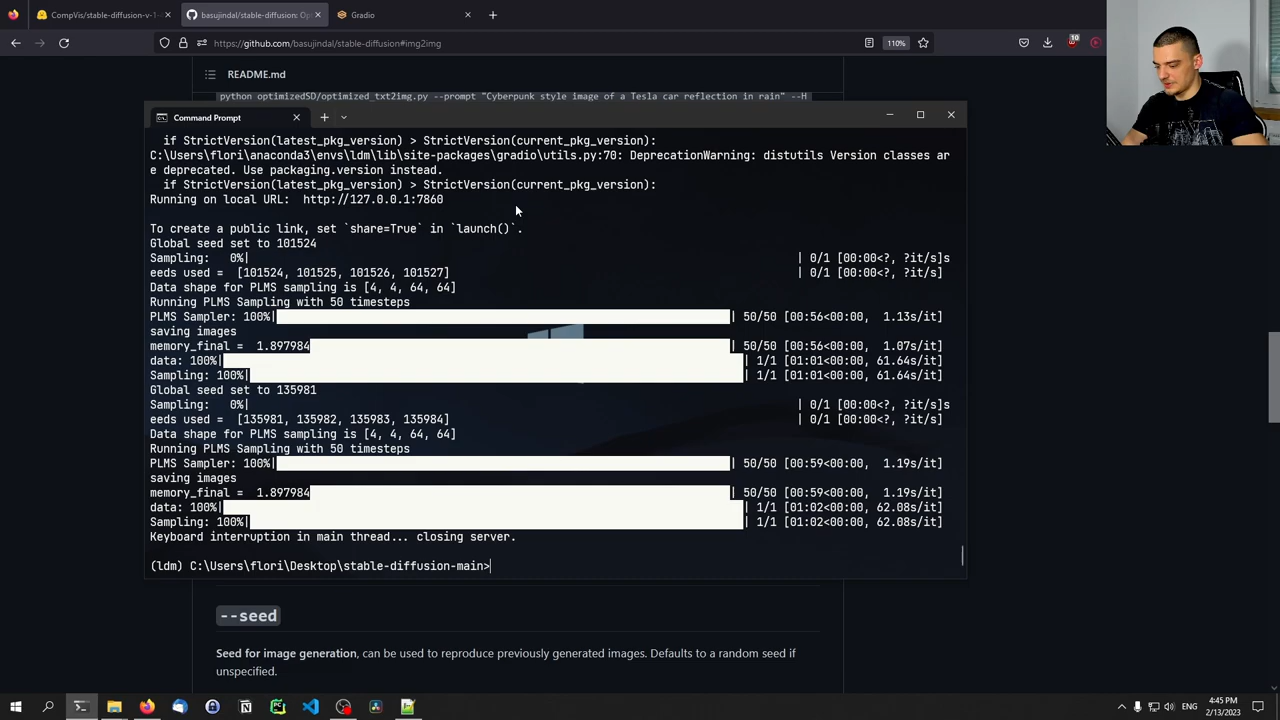 CompVis/stable-diffusion-v-1-
basujindal/stable-diffusion: Op
Gradio
https://github.com/basujindal/stable-diffusion#img2img
110%
10
README.md
python optimizedSD/optimized_txt2img.py --prompt "Cyberpunk style image of a Tesla car reflection in rain" --H
Command Prompt
if StrictVersion(latest_pkg_version) > StrictVersion(current_pkg_version):
C:\Users\flori\anaconda3\envs\ldm\lib\site-packages\gradio\utils.py:70: DeprecationWarning: distutils Version classes ar
e deprecated. Use packaging.version instead.
if StrictVersion(latest_pkg_version) > StrictVersion(current_pkg_version):
Running on local URL:  http://127.0.0.1:7860
To create a public link, set `share=True` in `launch()`.
Global seed set to 101524
Sampling:   0%| | 0/1 [00:00<?, ?it/s]s
eeds used =  [101524, 101525, 101526, 101527] | 0/1 [00:00<?, ?it/s]
Data shape for PLMS sampling is [4, 4, 64, 64]
Running PLMS Sampling with 50 timesteps
PLMS Sampler: 100%| | 50/50 [00:56<00:00,  1.13s/it]
saving images
memory_final =  1.897984 | 50/50 [00:56<00:00,  1.07s/it]
data: 100%| | 1/1 [01:01<00:00, 61.64s/it]
Sampling: 100%| | 1/1 [01:01<00:00, 61.64s/it]
Global seed set to 135981
Sampling:   0%| | 0/1 [00:00<?, ?it/s]s
eeds used =  [135981, 135982, 135983, 135984] | 0/1 [00:00<?, ?it/s]
Data shape for PLMS sampling is [4, 4, 64, 64]
Running PLMS Sampling with 50 timesteps
PLMS Sampler: 100%| | 50/50 [00:59<00:00,  1.19s/it]
saving images
memory_final =  1.897984 | 50/50 [00:59<00:00,  1.19s/it]
data: 100%| | 1/1 [01:02<00:00, 62.08s/it]
Sampling: 100%| | 1/1 [01:02<00:00, 62.08s/it]
Keyboard interruption in main thread... closing server.
(ldm) C:\Users\flori\Desktop\stable-diffusion-main>
--seed
Seed for image generation, can be used to reproduce previously generated images. Defaults to a random seed if
unspecified.
ENG
4:45 PM
2/13/2023